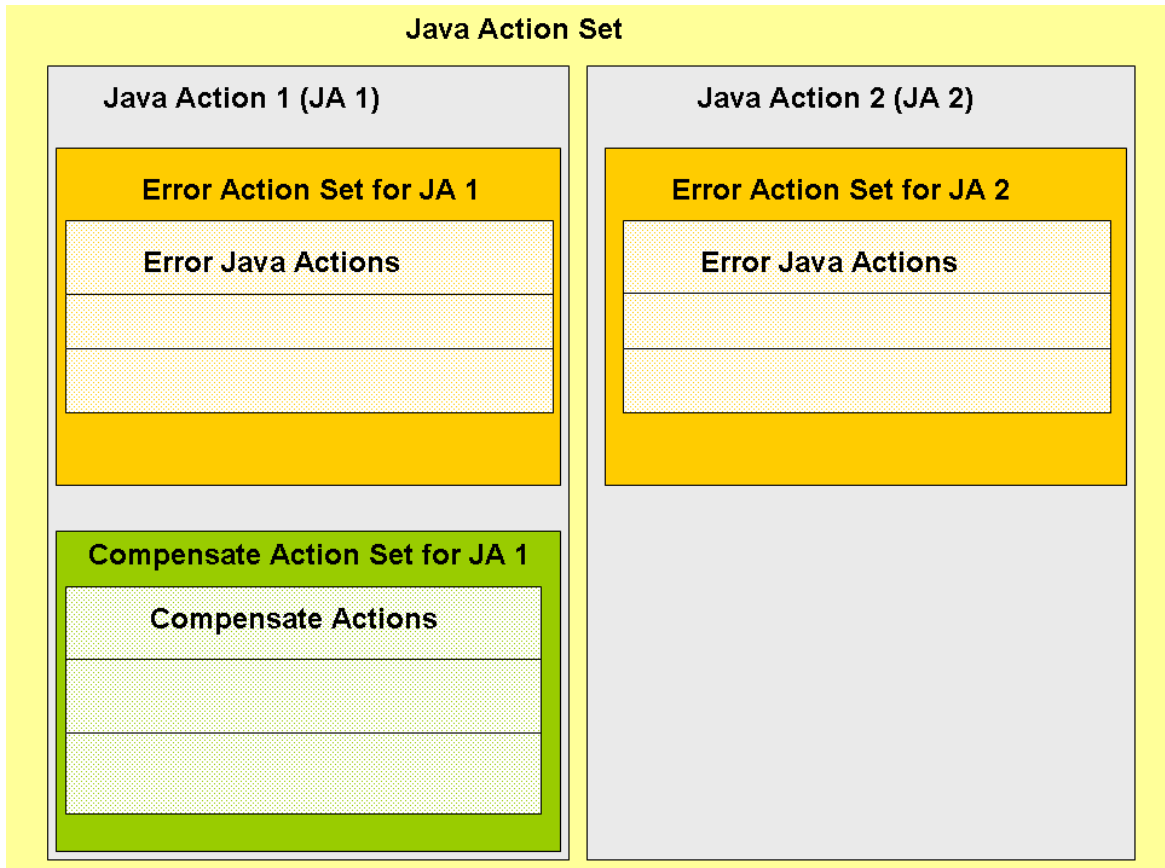 Java Action Set
Java Action 1 (JA 1)
Error Action Set for JA 1
Error Java Actions
Compensate Action Set for JA 1
Compensate Actions
Java Action 2 (JA 2)
Error Action Set for JA 2
Error Java Actions